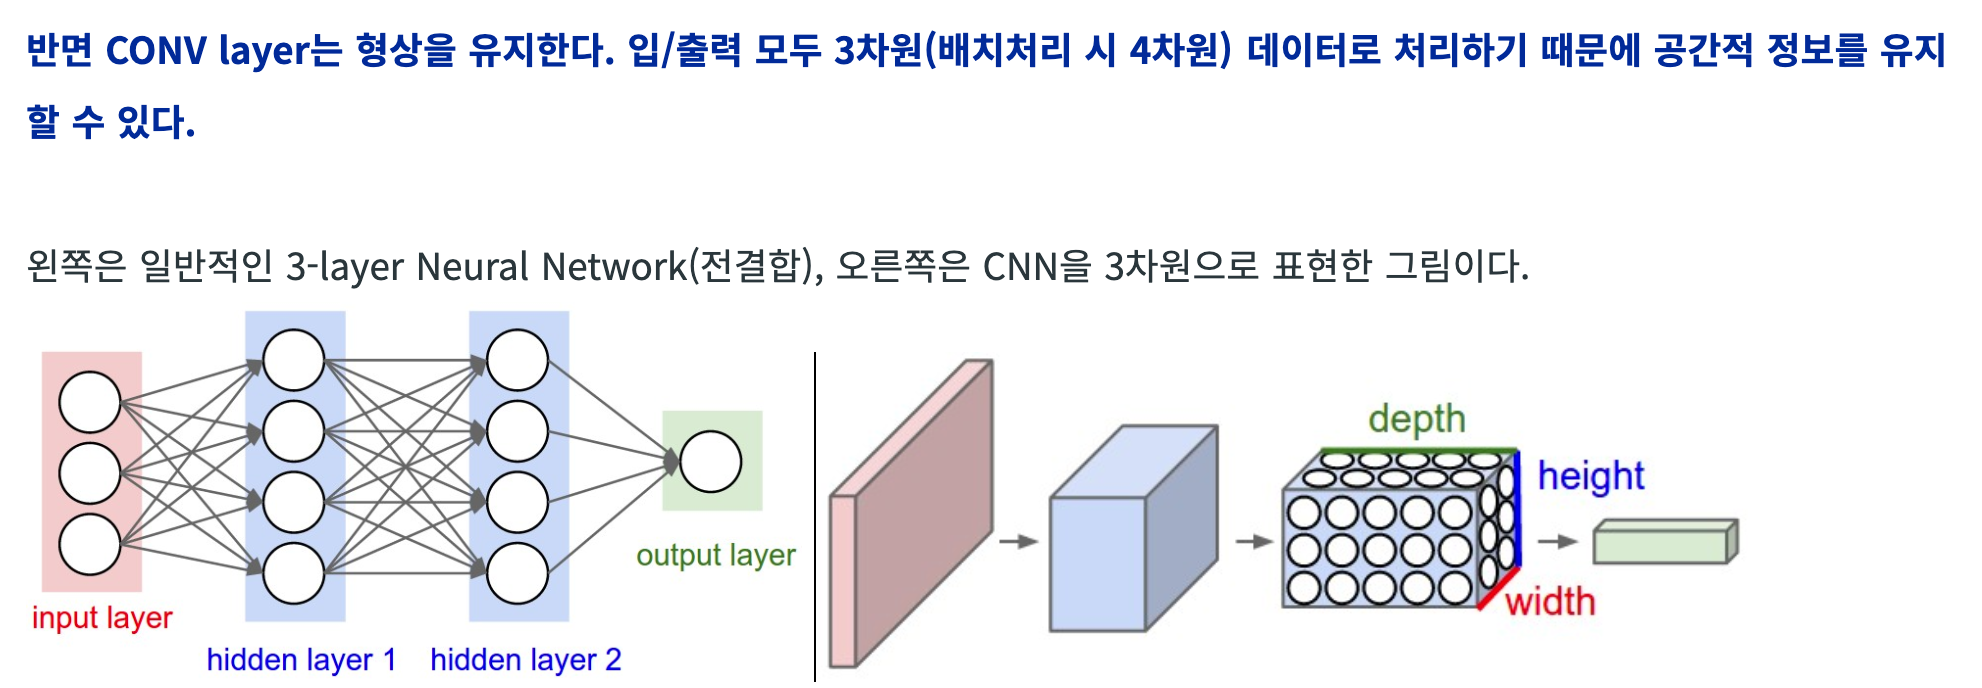 반면 CONV layer는 형상을 유지한다. 입/출력 모두 3차원(배치처리 시 4차원) 데이터로 처리하기 때문에 공간적 정보를 유지
할 수 있다.
왼쪽은 일반적인 3-layer Neural Network(전결합), 오른쪽은 CNN을 3차원으로 표현한 그림이다.
input layer
hidden layer 1
hidden layer 2
output layer
depth
height
width